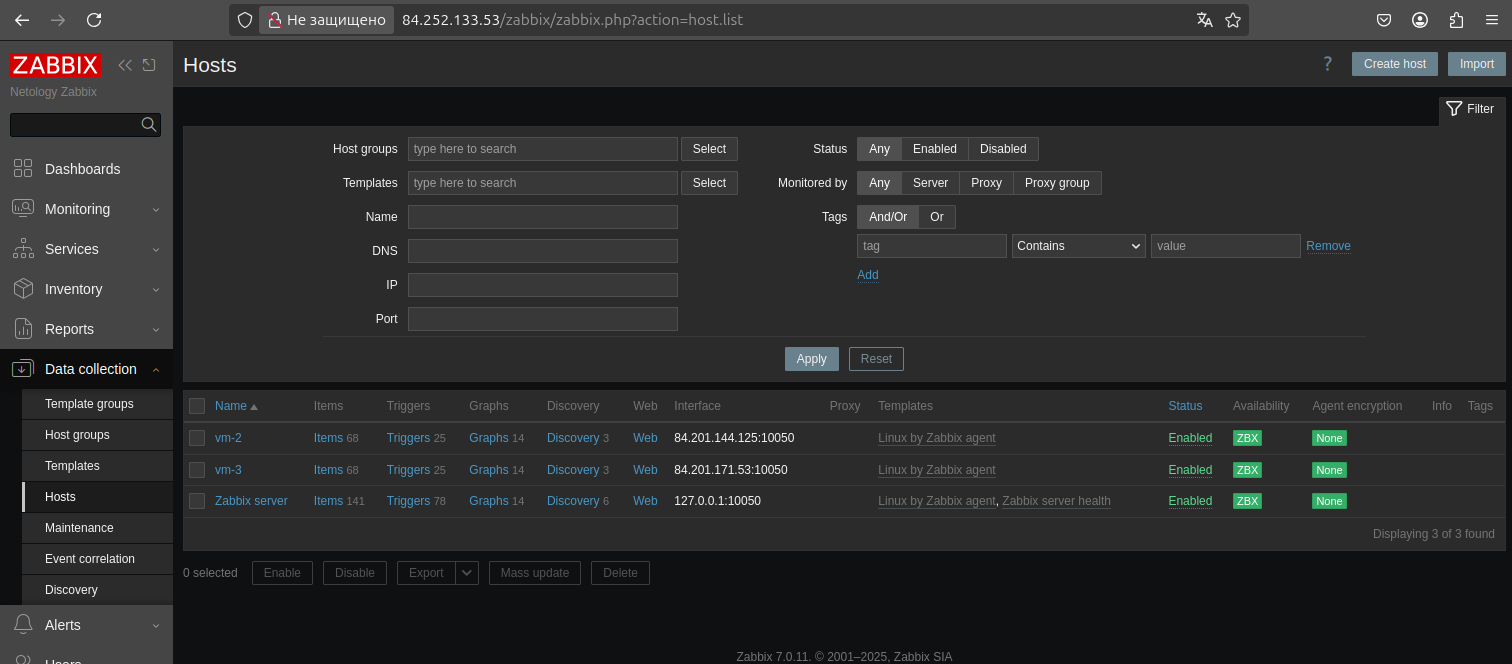 Не защищено 84.252.133.53/zabbix/zabbix.php?action=host.list
ZABBIX
Netology Zabbix
Dashboards
Monitoring
Services
Inventory
Reports
Data collection
Template groups
Host groups
Templates
Hosts
Maintenance
Event correlation
Discovery
Alerts
Users
Hosts ? Create host Import
Filter
Host groups type here to search Select
Templates type here to search Select
Name
DNS
IP
Port
Status Any Enabled Disabled
Monitored by Any Server Proxy Proxy group
Tags And/Or Or
tag Contains value Remove
Add
Apply Reset
Name Items Triggers Graphs Discovery Web Interface Proxy Templates Status Availability Agent encryption Info Tags
vm-2 Items 68 Triggers 25 Graphs 14 Discovery 3 Web 84.201.144.125:10050 Linux by Zabbix agent Enabled ZBX None
vm-3 Items 68 Triggers 25 Graphs 14 Discovery 3 Web 84.201.171.53:10050 Linux by Zabbix agent Enabled ZBX None
Zabbix server Items 141 Triggers 78 Graphs 14 Discovery 6 Web 127.0.0.1:10050 Linux by Zabbix agent, Zabbix server health Enabled ZBX None
Displaying 3 of 3 found
0 selected Enable Disable Export Mass update Delete
Zabbix 7.0.11. © 2001–2025, Zabbix SIA